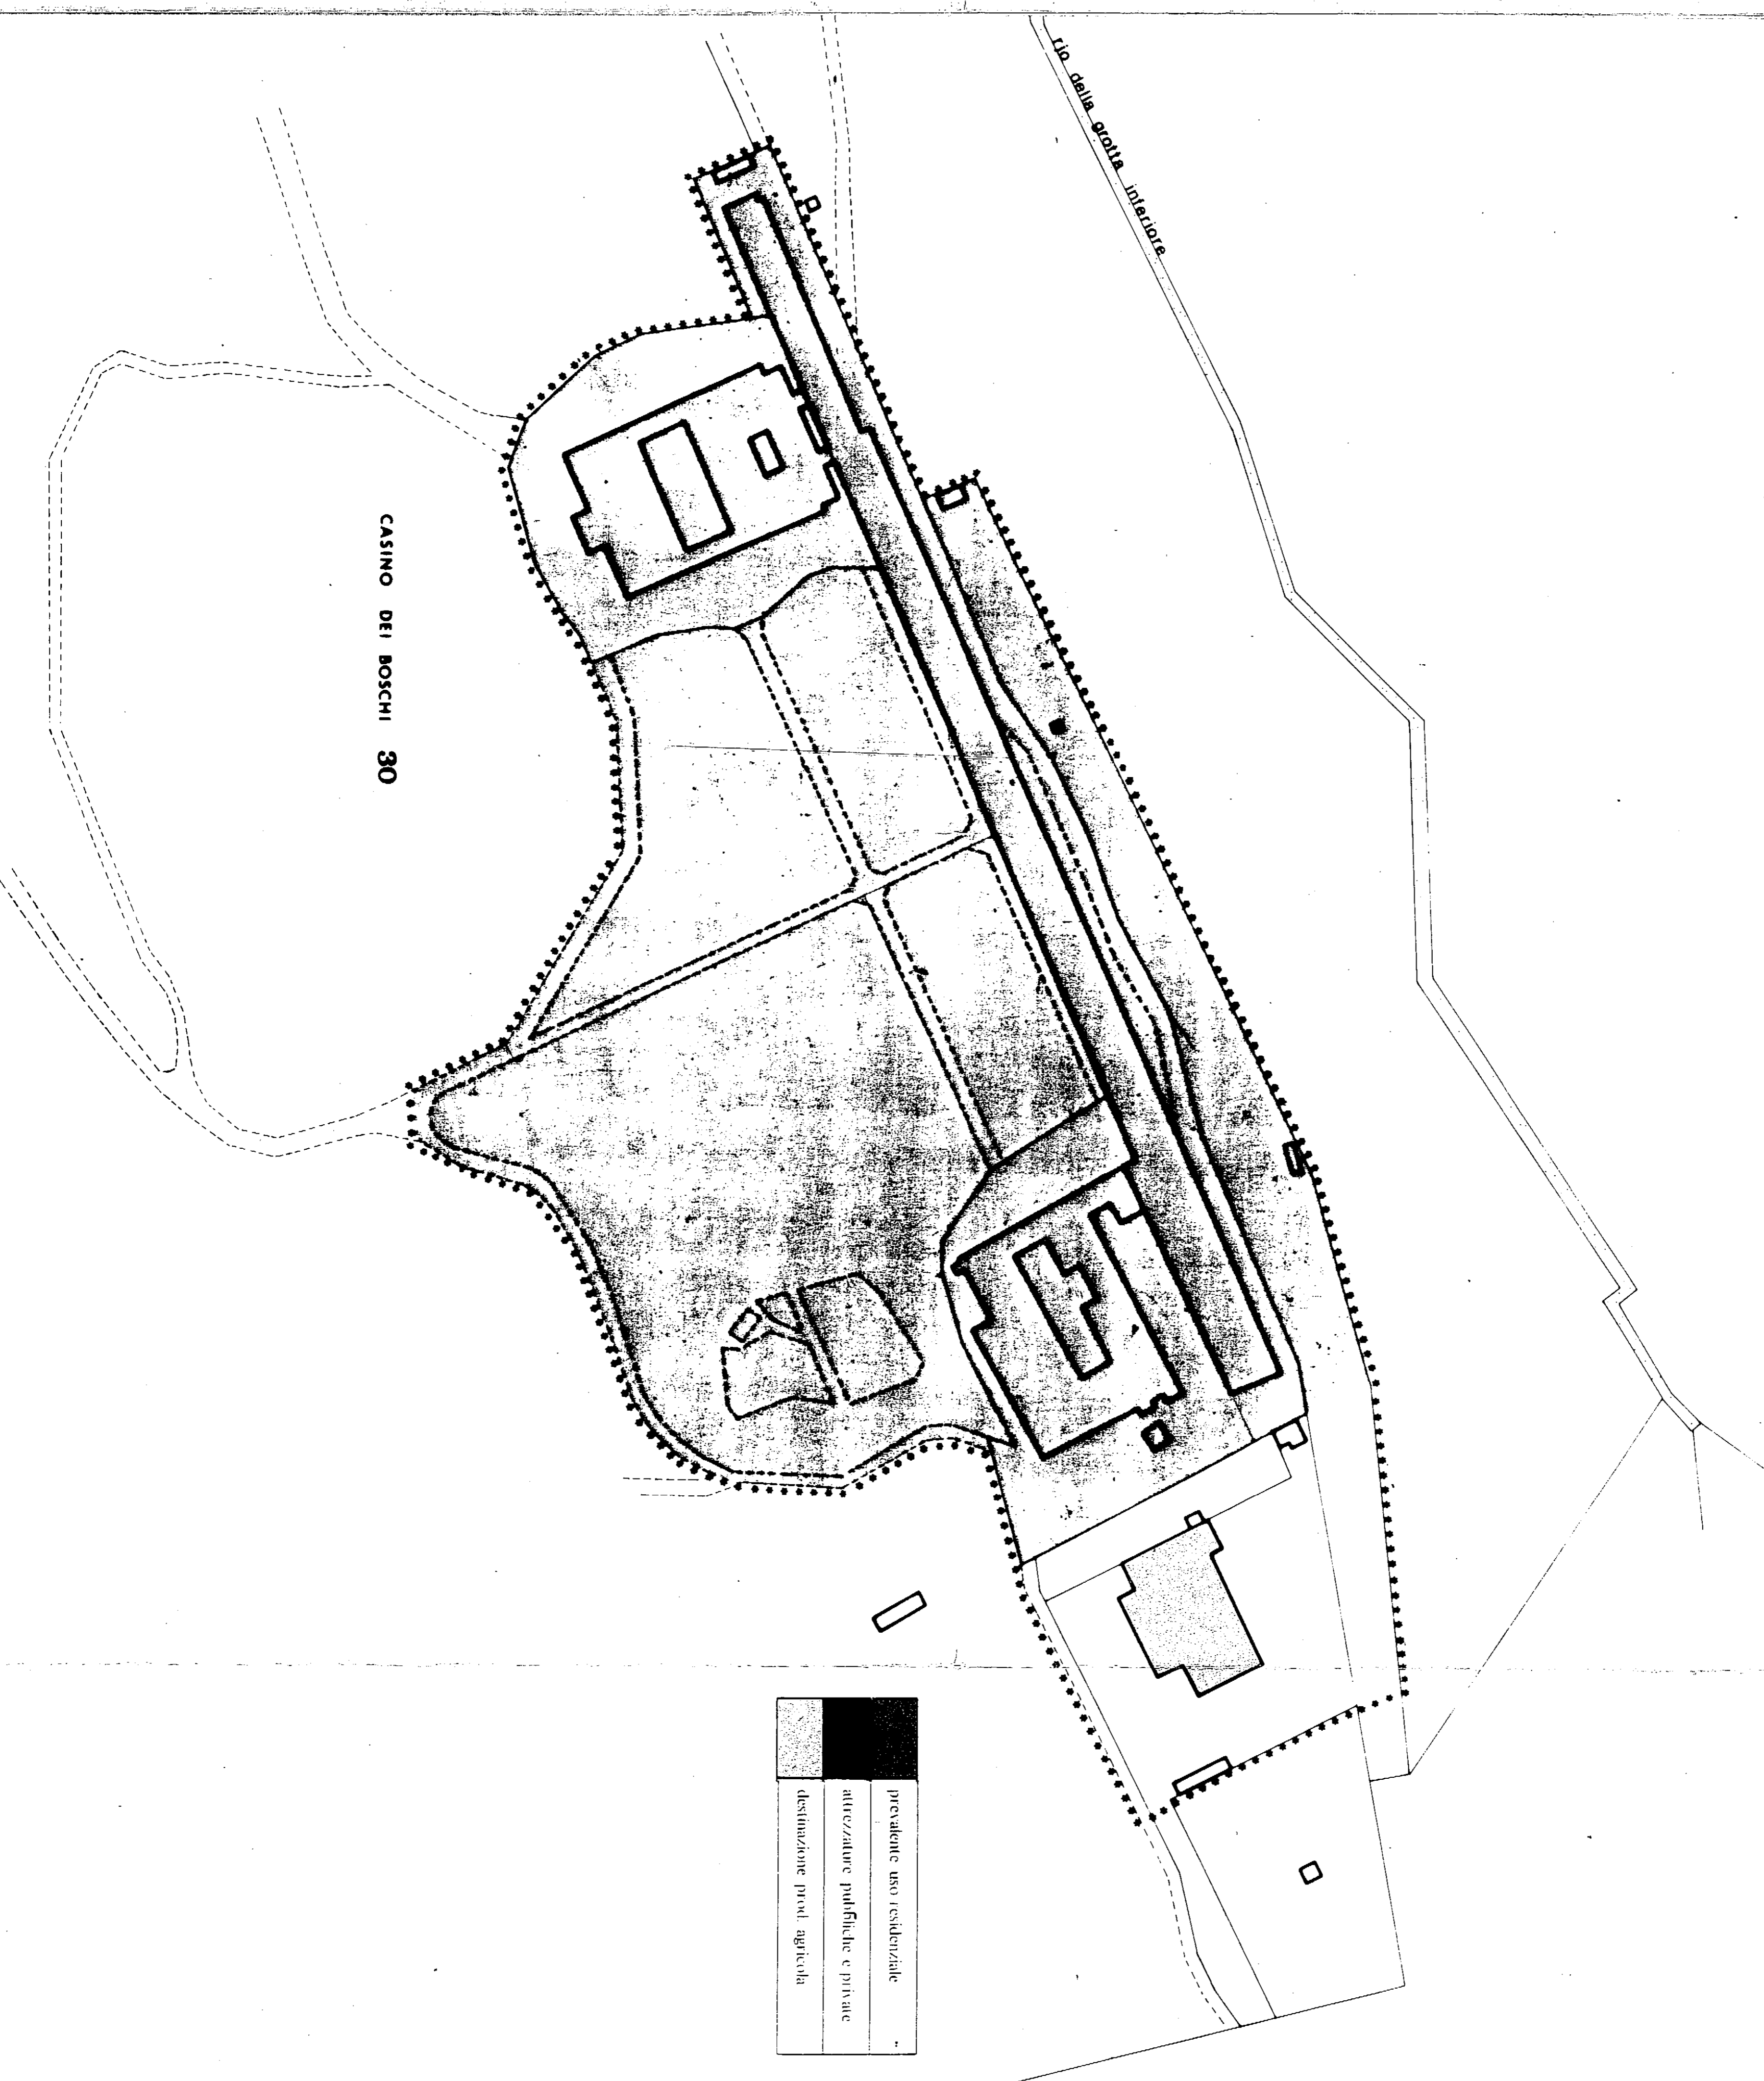 rio della grotta inferiore
CASINO DEI BOSCHI 30
prevalente uso residenziale
attrezzature pubbliche e private
destinazione prod. agricola